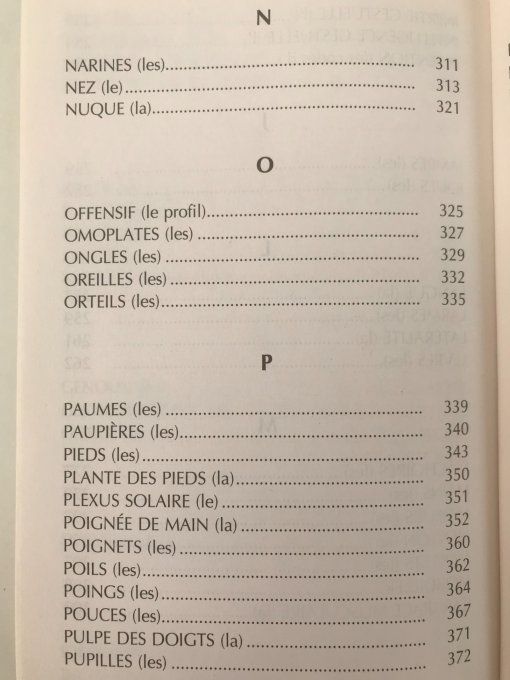 N
NARINES (les)........................................................ 311
NEZ (le) .................................................................. 313
NUQUE (la)............................................................ 321
O
OFFENSIF (le profil)................................................ 325
OMOPLATES (les) .................................................. 327
ONGLES (les) ......................................................... 329
OREILLES (les) ........................................................ 332
ORTEILS (les) .......................................................... 335
P
PAUMES (les) .......................................................... 339
PAUPIÈRES (les)....................................................... 340
PIEDS (les) ............................................................... 343
PLANTE DES PIEDS (la)........................................... 350
PLEXUS SOLAIRE (le) .............................................. 351
POIGNÉE DE MAIN (la) .......................................... 352
POIGNETS (les) ....................................................... 360
POILS (les)............................................................... 362
POINGS (les)............................................................ 364
POUCES (les)........................................................... 367
PULPE DES DOIGTS (la) .......................................... 371
PUPILLES (les) ......................................................... 372